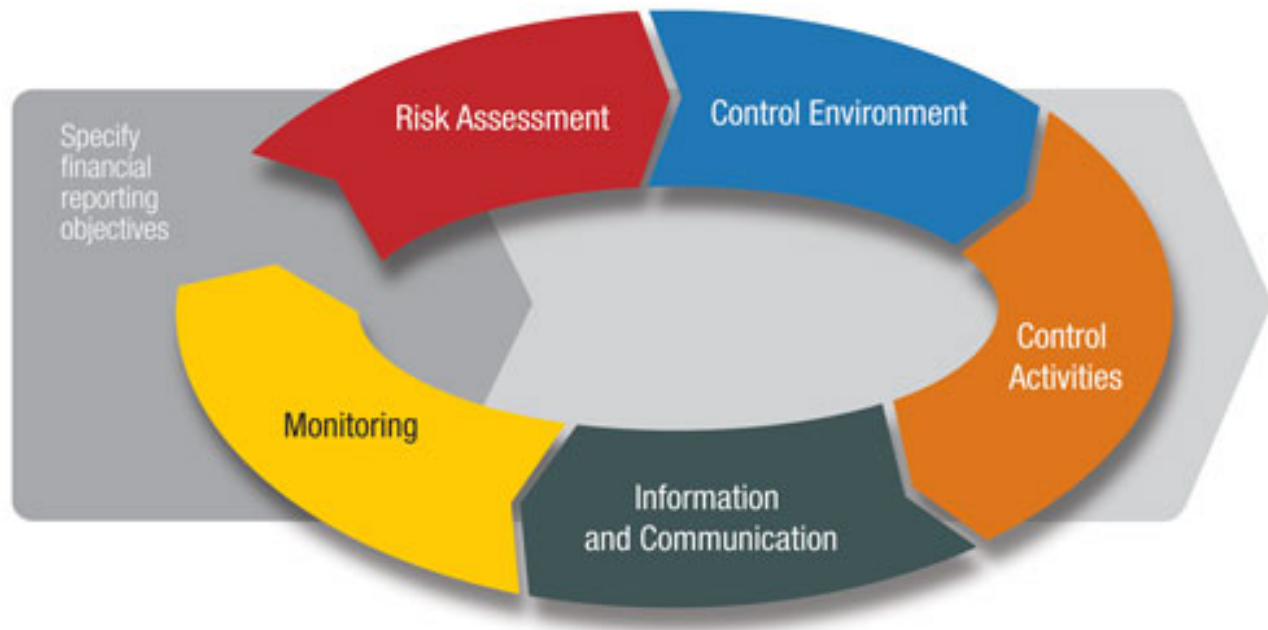 Specify
financial
reporting
objectives
Risk Assessment
Control Environment
Control
Activities
Information
and Communication
Monitoring